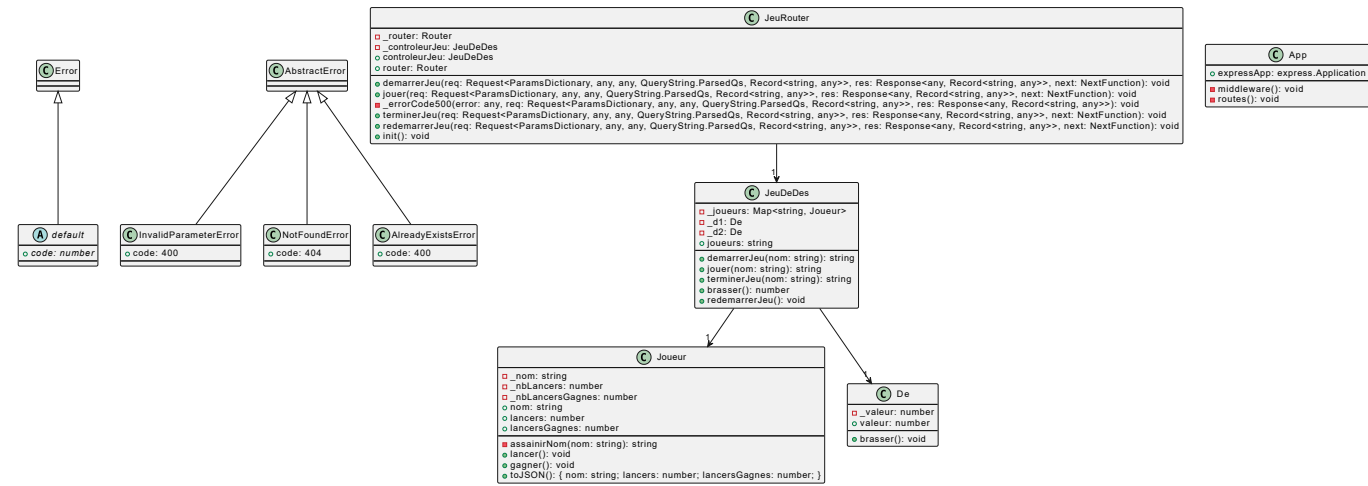 C JeuRouter
_router: Router
_controleurJeu: JeuDeDes
controleurJeu: JeuDeDes
router: Router
demarrerJeu(req: Request<ParamsDictionary, any, any, QueryString.ParsedQs, Record<string, any>>, res: Response<any, Record<string, any>>, next: NextFunction): void
jouer(req: Request<ParamsDictionary, any, any, QueryString.ParsedQs, Record<string, any>>, res: Response<any, Record<string, any>>, next: NextFunction): void
_errorCode500(error: any, req: Request<ParamsDictionary, any, any, QueryString.ParsedQs, Record<string, any>>, res: Response<any, Record<string, any>>): void
terminerJeu(req: Request<ParamsDictionary, any, any, QueryString.ParsedQs, Record<string, any>>, res: Response<any, Record<string, any>>, next: NextFunction): void
redemarrerJeu(req: Request<ParamsDictionary, any, any, QueryString.ParsedQs, Record<string, any>>, res: Response<any, Record<string, any>>, next: NextFunction): void
init(): void
C Error
C AbstractError
C App
expressApp: express.Application
middleware(): void
routes(): void
1
A default
code: number
C InvalidParameterError
code: 400
C NotFoundError
code: 404
C AlreadyExistsError
code: 400
C JeuDeDes
_joueurs: Map<string, Joueur>
_d1: De
_d2: De
joueurs: string
demarrerJeu(nom: string): string
jouer(nom: string): string
terminerJeu(nom: string): string
brasser(): number
redemarrerJeu(): void
1
1
C Joueur
_nom: string
_nbLancers: number
_nbLancersGagnes: number
nom: string
lancers: number
lancersGagnes: number
assainirNom(nom: string): string
lancer(): void
gagner(): void
toJSON(): { nom: string; lancers: number; lancersGagnes: number; }
C De
_valeur: number
valeur: number
brasser(): void